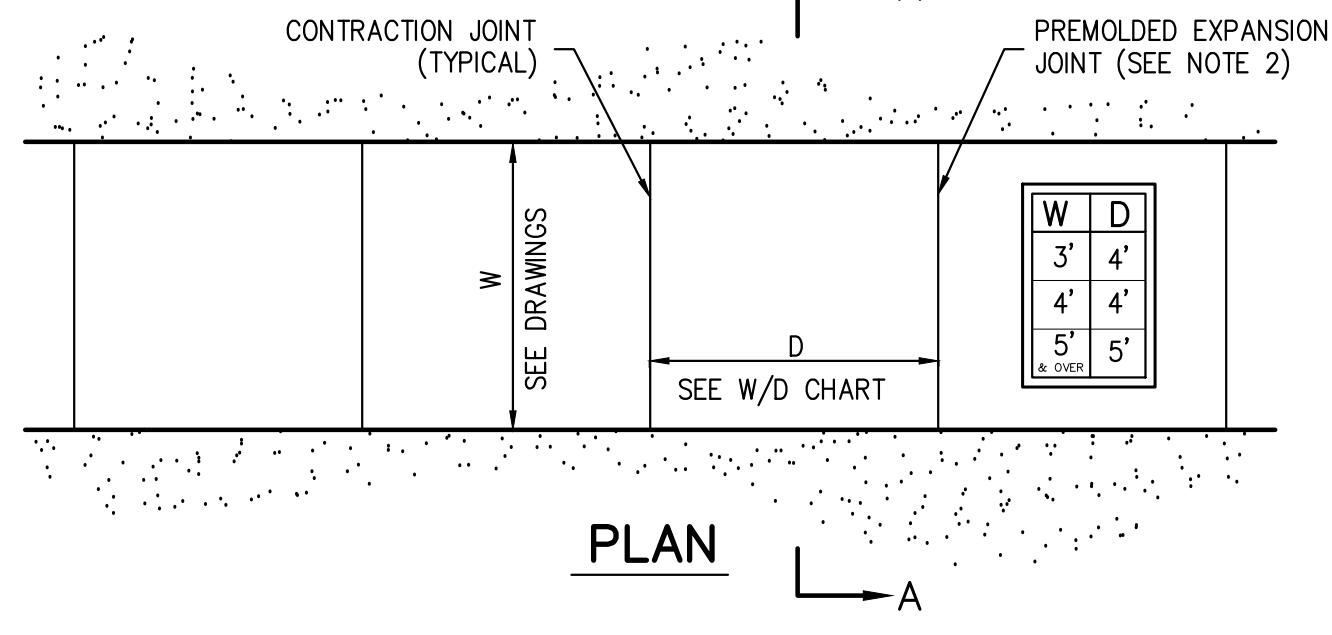 CONTRACTION JOINT
(TYPICAL)
PREMOLDED EXPANSION
JOINT (SEE NOTE 2)
W
SEE DRAWINGS
D
SEE W/D CHART
W D
3' 4'
4' 4'
5' 5'
& OVER
PLAN
A